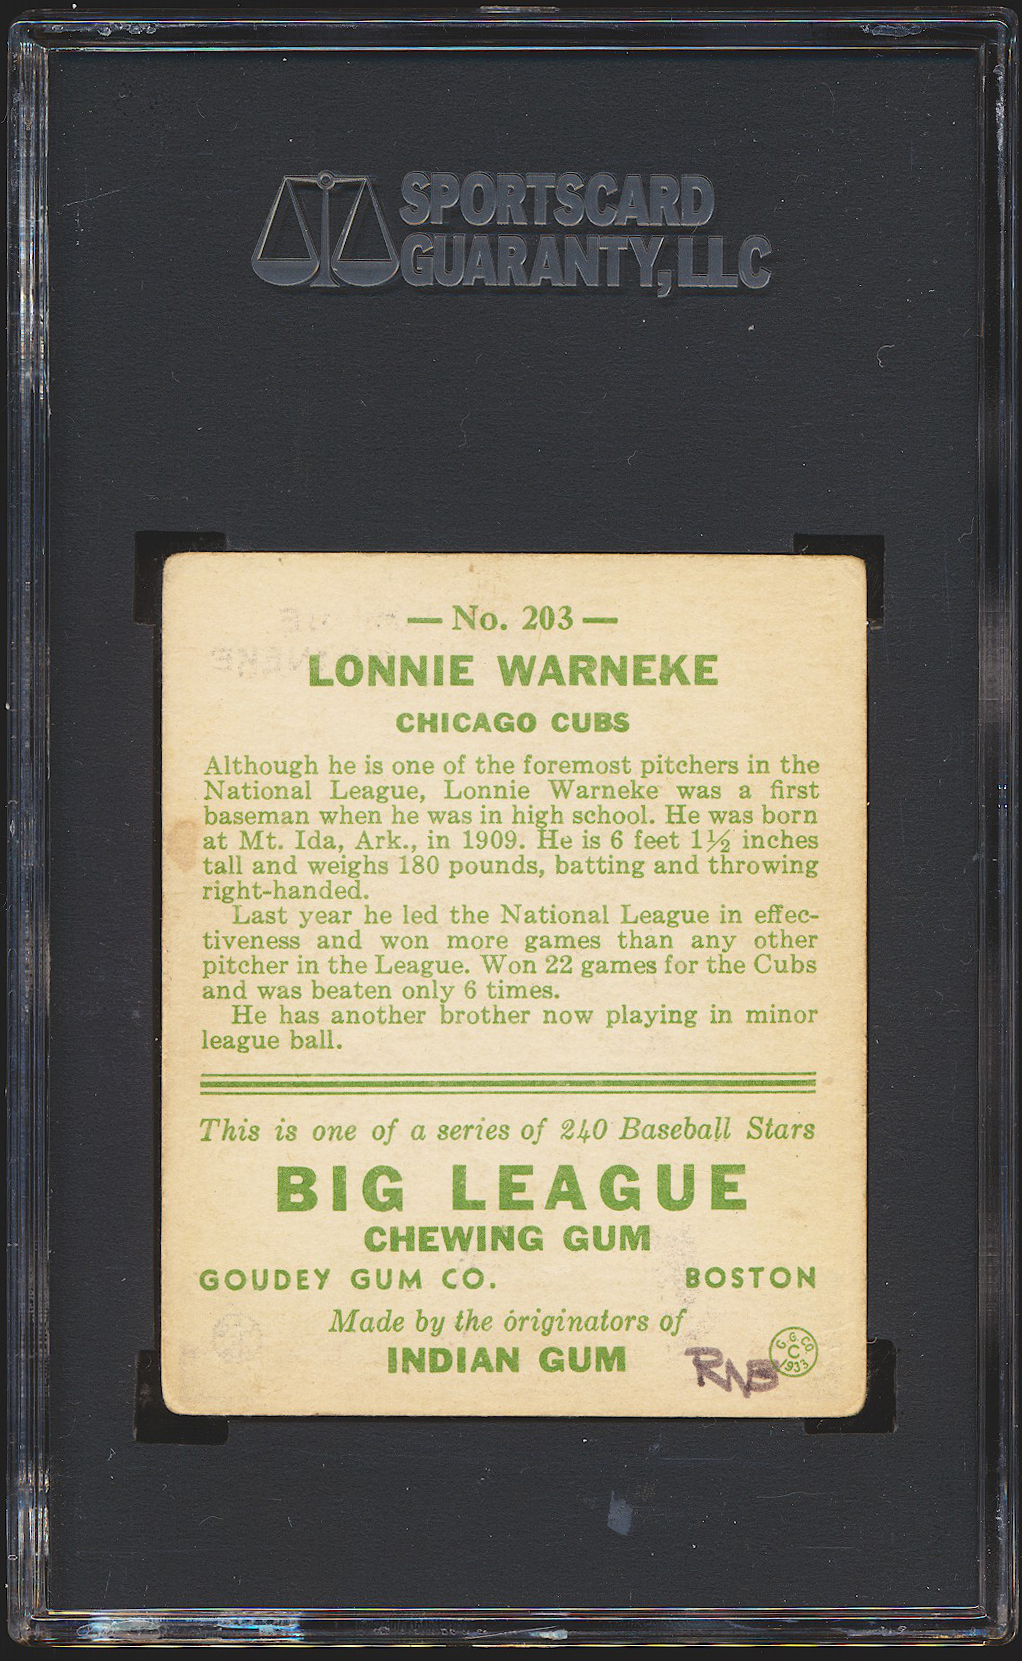 SPORTSCARD
GUARANTY, LLC
— No. 203 —
LONNIE WARNEKE
CHICAGO CUBS
Although he is one of the foremost pitchers in the
National League, Lonnie Warneke was a first
baseman when he was in high school. He was born
at Mt. Ida, Ark., in 1909. He is 6 feet 1½ inches
tall and weighs 180 pounds, batting and throwing
right-handed.
Last year he led the National League in effec-
tiveness and won more games than any other
pitcher in the League. Won 22 games for the Cubs
and was beaten only 6 times.
He has another brother now playing in minor
league ball.
This is one of a series of 240 Baseball Stars
BIG LEAGUE
CHEWING GUM
GOUDEY GUM CO. BOSTON
Made by the originators of
INDIAN GUM
G. G. CO.
C
1933